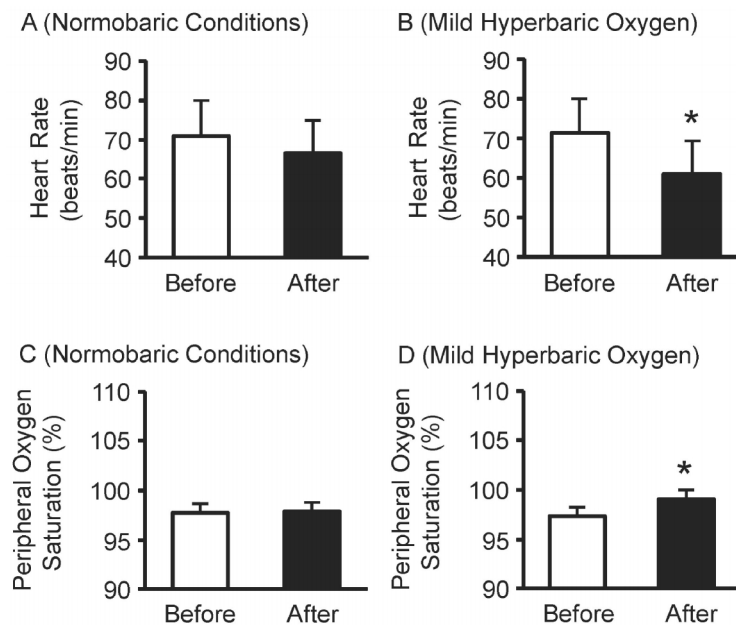 A (Normobaric Conditions)
B (Mild Hyperbaric Oxygen)
Heart Rate
(beats/min)
90
80
70
60
50
40
Before
After
Heart Rate
(beats/min)
90
80
70
60
50
40
*
Before
After
C (Normobaric Conditions)
D (Mild Hyperbaric Oxygen)
Peripheral Oxygen
Saturation (%)
110
105
100
95
90
Before
After
Peripheral Oxygen
Saturation (%)
110
105
100
95
90
*
Before
After